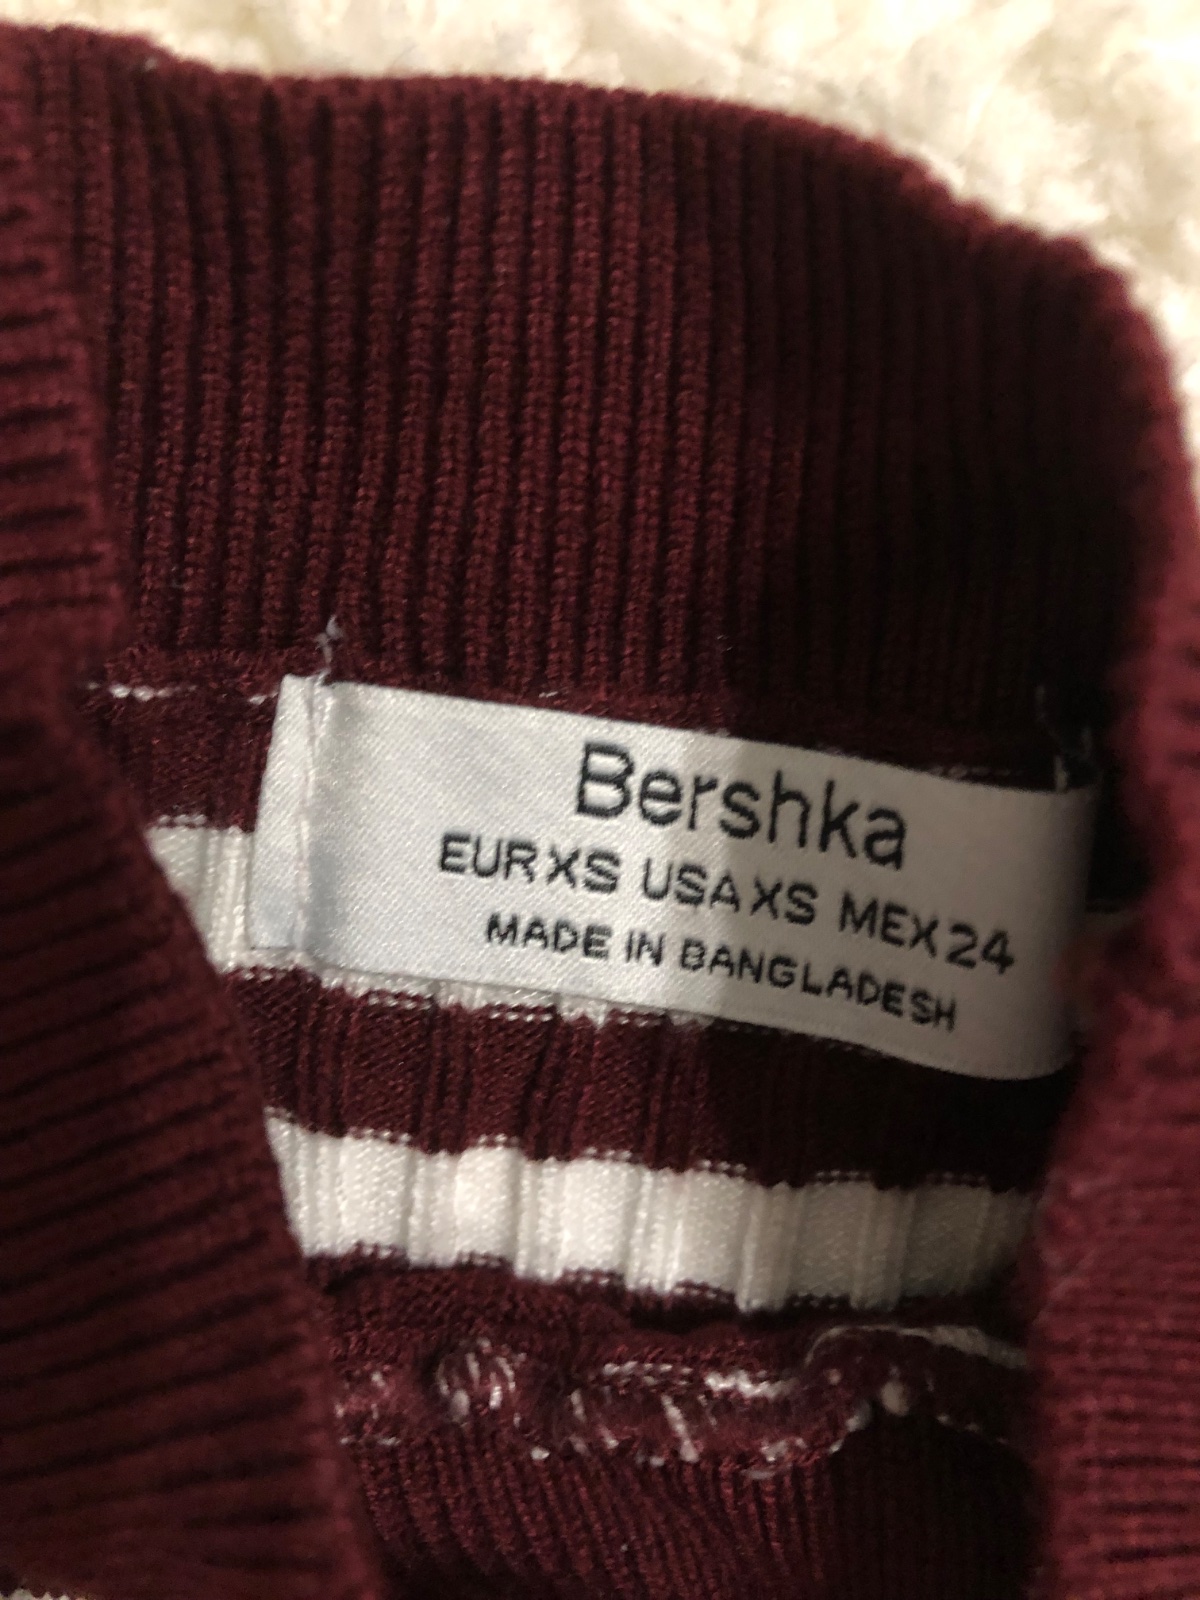 Bershka
EUR XS USA XS MEX 24
MADE IN BANGLADESH